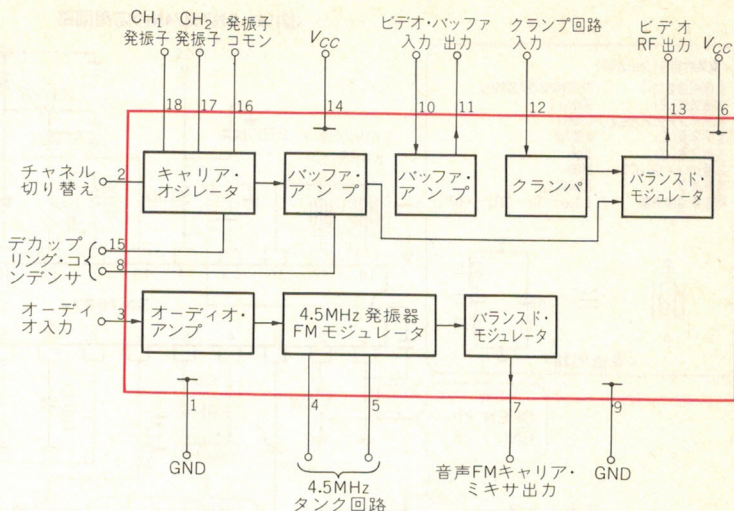 CH1
発振子
CH2
発振子
発振子
コモン
VCC
ビデオ・バッファ
入力 出力
クランプ回路
入力
ビデオ
RF 出力
VCC
18
17
16
14
10
11
12
13
6
チャネル
切り替え
2
キャリア・
オシレータ
バッファ・
アンプ
バッファ・
アンプ
クランパ
バランスド・
モジュレータ
デカップ
リング・コ
ンデンサ
15
8
オーディ
オ入力
3
オーディオ・
アンプ
4.5MHz 発振器
FMモジュレータ
バランスド・
モジュレータ
1
4
5
7
9
GND
4.5MHz
タンク回路
音声FMキャリア・
ミキサ出力
GND